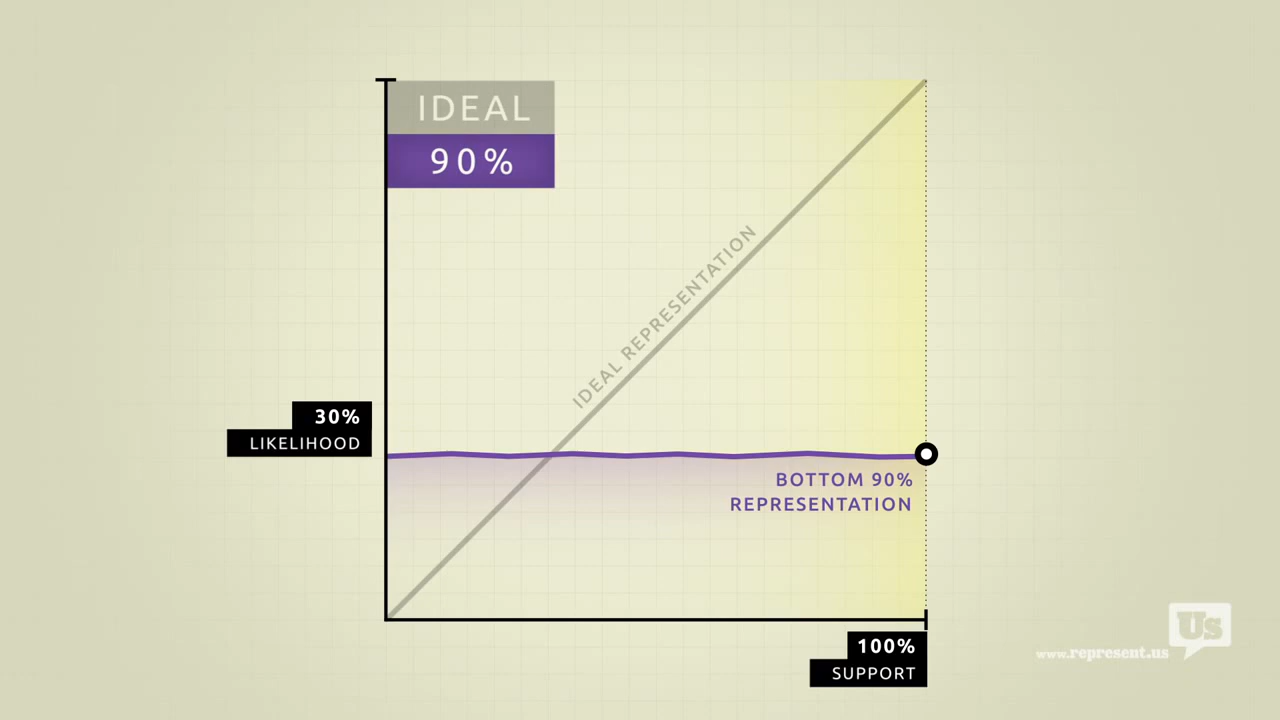 IDEAL
90%
IDEAL REPRESENTATION
30%
LIKELIHOOD
BOTTOM 90%
REPRESENTATION
100%
SUPPORT
Us
www.represent.us